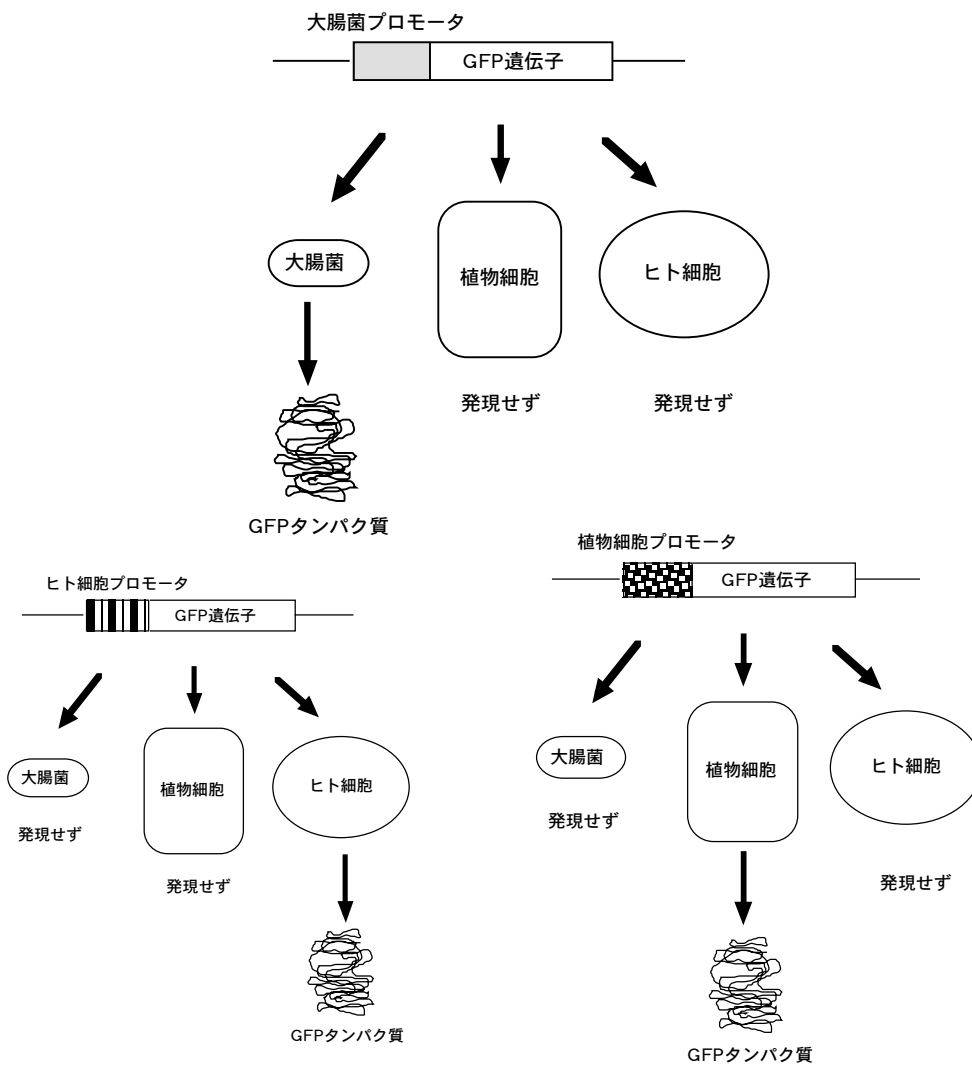 大腸菌プロモータ
GFP遺伝子
大腸菌
植物細胞
ヒト細胞
発現せず
発現せず
GFPタンパク質
ヒト細胞プロモータ
GFP遺伝子
大腸菌
植物細胞
ヒト細胞
発現せず
発現せず
GFPタンパク質
植物細胞プロモータ
GFP遺伝子
大腸菌
植物細胞
ヒト細胞
発現せず
発現せず
GFPタンパク質